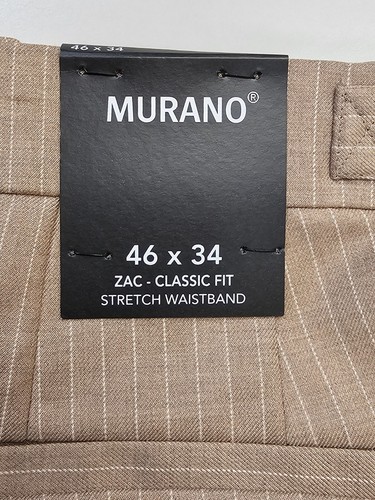 46 x 34
MURANO®
46 x 34
ZAC - CLASSIC FIT
STRETCH WAISTBAND